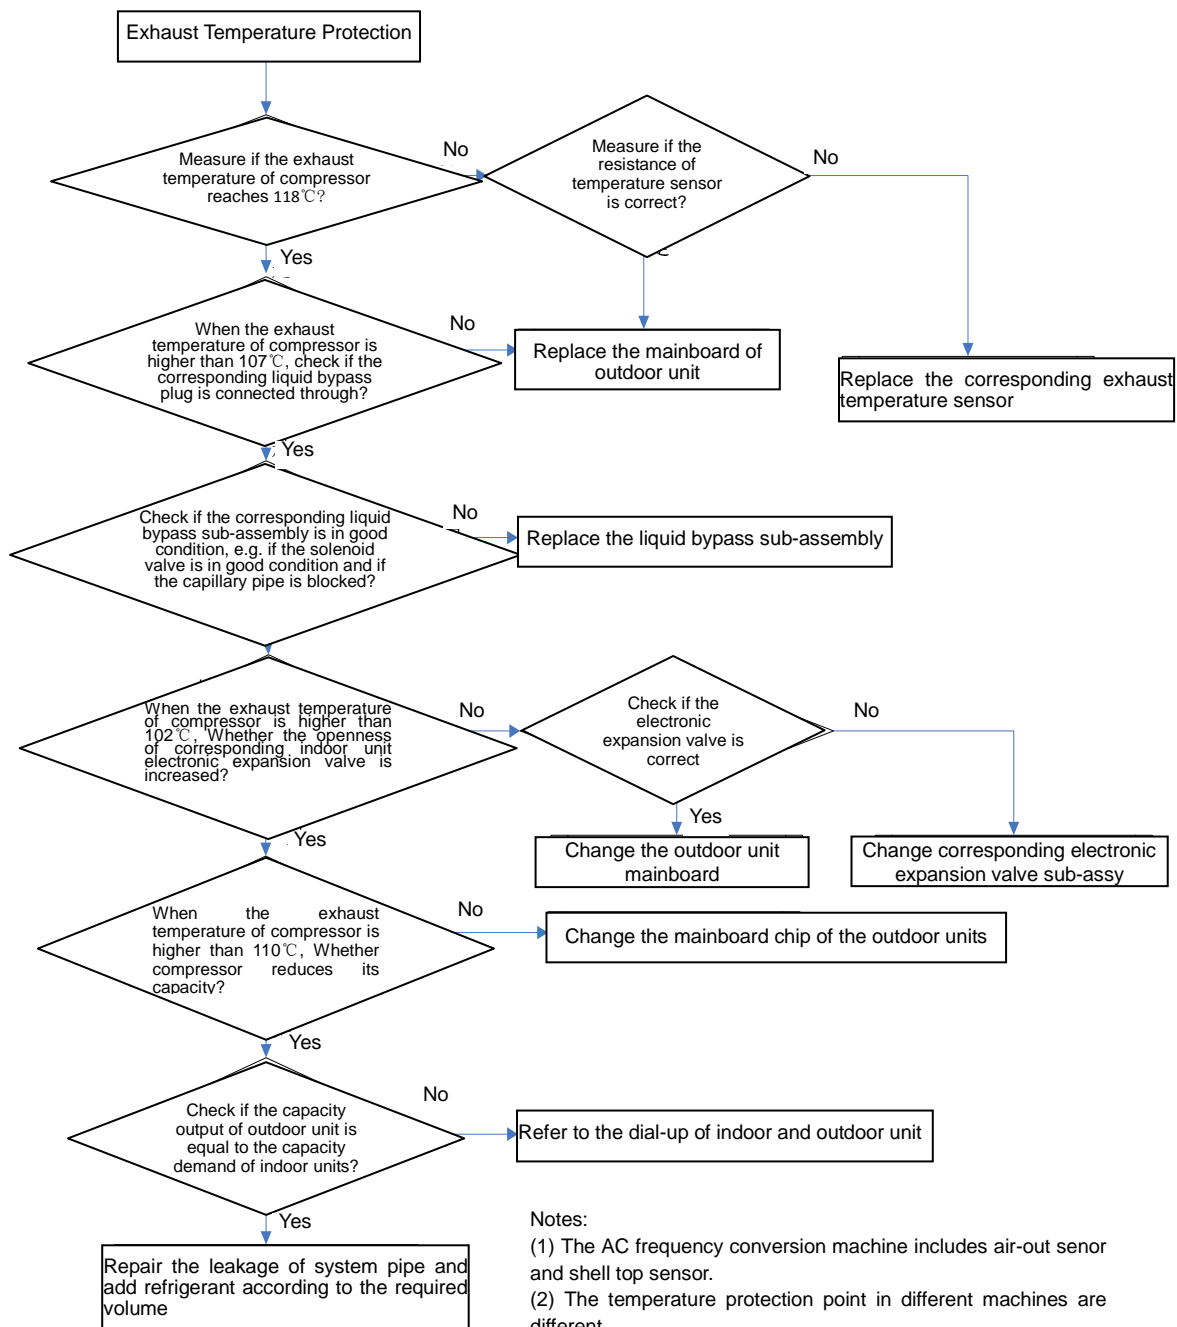 Exhaust Temperature Protection
Measure if the exhaust
temperature of compressor
reaches 118℃?
No
Measure if the
resistance of
temperature sensor
is correct?
No
Yes
When the exhaust
temperature of compressor is
higher than 107℃, check if the
corresponding liquid bypass
plug is connected through?
No
Replace the mainboard of
outdoor unit
Replace the corresponding exhaust
temperature sensor
Yes
Check if the corresponding liquid
bypass sub-assembly is in good
condition, e.g. if the solenoid
valve is in good condition and if
the capillary pipe is blocked?
No
Replace the liquid bypass sub-assembly
When the exhaust temperature
of compressor is higher than
102℃, Whether the openness
of corresponding indoor unit
electronic expansion valve is
increased?
No
Check if the
electronic
expansion valve is
correct
No
Yes
Yes
Change the outdoor unit
mainboard
Change corresponding electronic
expansion valve sub-assy
When the exhaust
temperature of compressor is
higher than 110℃, Whether
compressor reduces its
capacity?
No
Change the mainboard chip of the outdoor units
Yes
Check if the capacity
output of outdoor unit is
equal to the capacity
demand of indoor units?
No
Refer to the dial-up of indoor and outdoor unit
Yes
Repair the leakage of system pipe and
add refrigerant according to the required
volume
Notes:
(1) The AC frequency conversion machine includes air-out senor
and shell top sensor.
(2) The temperature protection point in different machines are
different